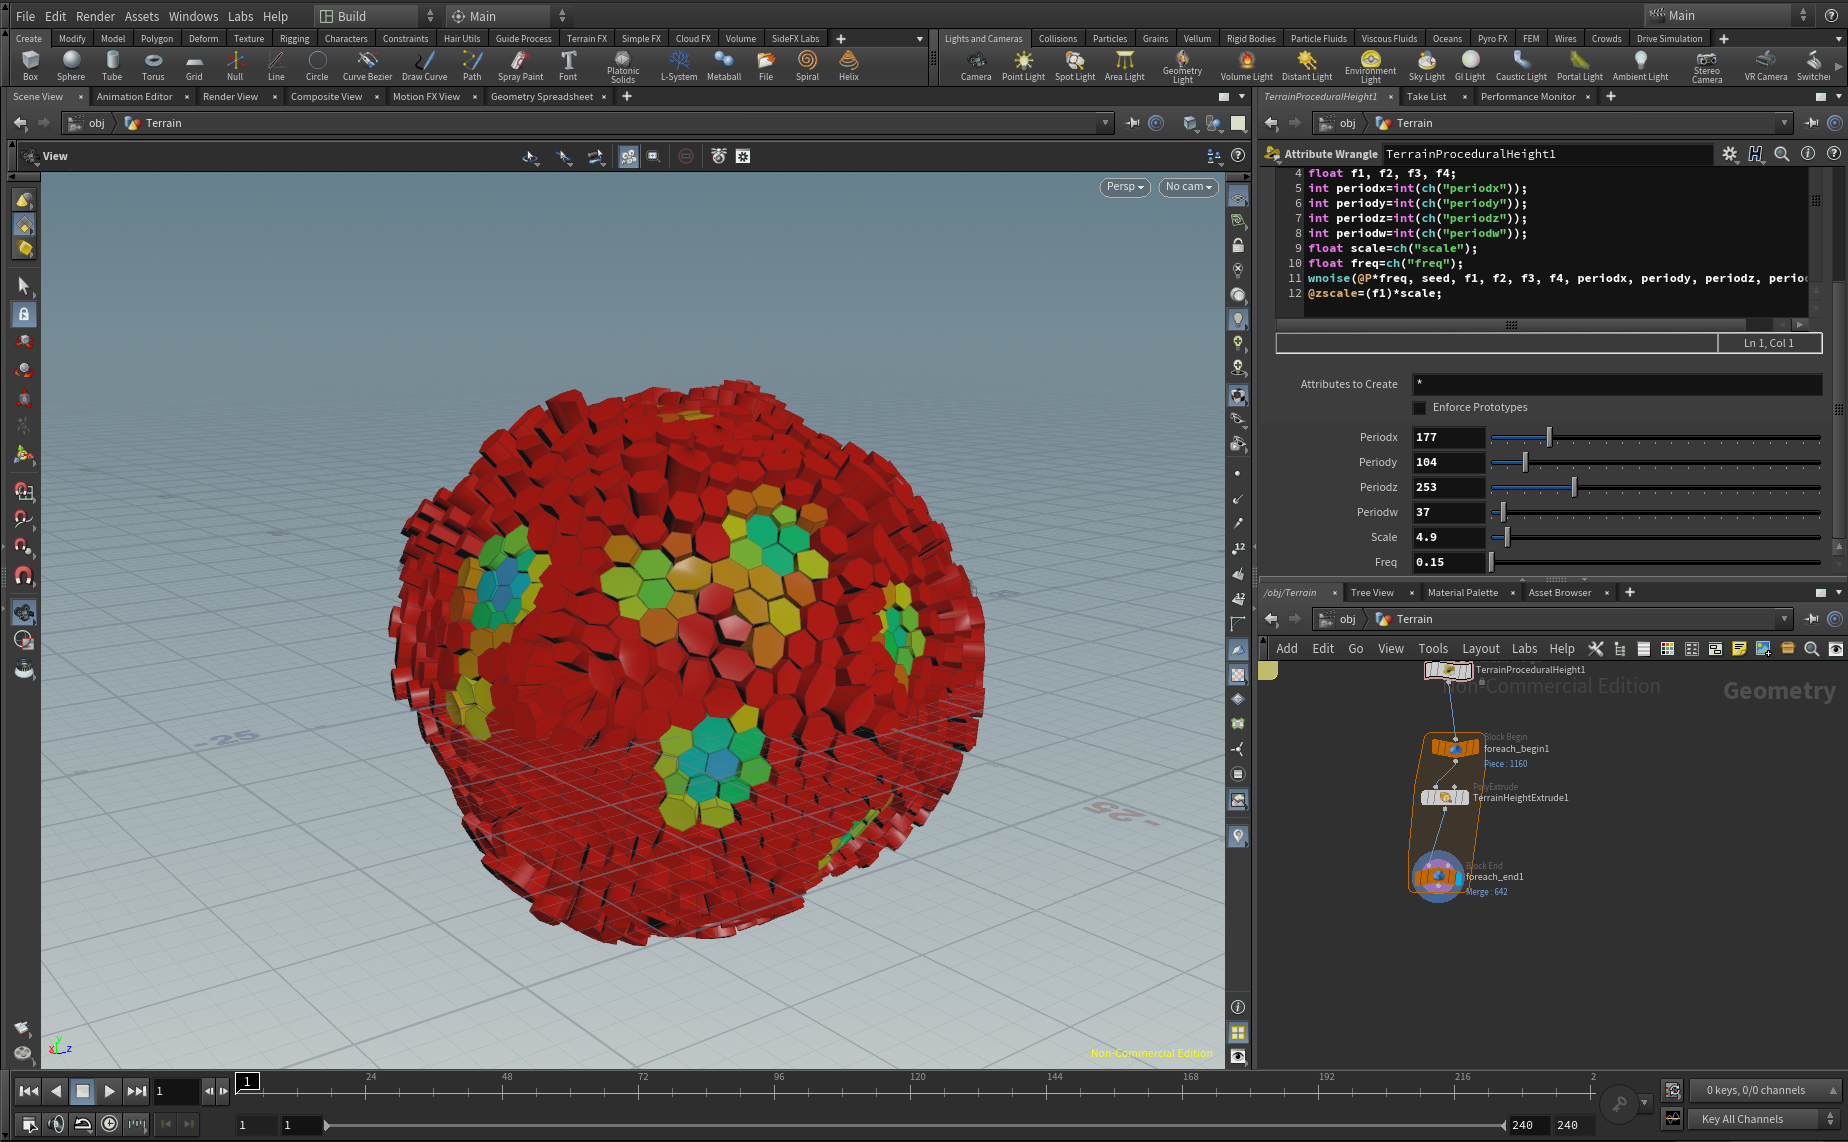 File Edit Render Assets Windows Labs Help Build Main Main
Create Modify Model Polygon Deform Texture Rigging Characters Constraints Hair Utils Guide Process Terrain FX Simple FX Cloud FX Volume SideFX Labs
Lights and Cameras Collisions Particles Grains Vellum Rigid Bodies Particle Fluids Viscous Fluids Oceans Pyro FX FEM Wires Crowds Drive Simulation
Box Sphere Tube Torus Grid Null Line Circle Curve Bezier Draw Curve Path Spray Paint Font Platonic Solids L-System Metaball File Spiral Helix
Camera Point Light Spot Light Area Light Geometry Light Volume Light Distant Light Environment Light Sky Light GI Light Caustic Light Portal Light Ambient Light Stereo Camera VR Camera Switcher
Scene View Animation Editor Render View Composite View Motion FX View Geometry Spreadsheet
obj Terrain
View
Persp No cam
-25
-25
Non-Commercial Edition
y
x z
TerrainProceduralHeight1 Take List Performance Monitor
obj Terrain
Attribute Wrangle TerrainProceduralHeight1
4 float f1, f2, f3, f4;
5 int periodx=int(ch("periodx"));
6 int periody=int(ch("periody"));
7 int periodz=int(ch("periodz"));
8 int periodw=int(ch("periodw"));
9 float scale=ch("scale");
10 float freq=ch("freq");
11 wnoise(@P*freq, seed, f1, f2, f3, f4, periodx, periody, periodz, perio
12 @zscale=(f1)*scale;
Ln 1, Col 1
Attributes to Create *
Enforce Prototypes
Periodx 177
Periody 104
Periodz 253
Periodw 37
Scale 4.9
Freq 0.15
/obj/Terrain Tree View Material Palette Asset Browser
obj Terrain
Add Edit Go View Tools Layout Labs Help
TerrainProceduralHeight1
Non-Commercial Edition
Geometry
Block Begin
foreach_begin1
Piece : 1160
PolyExtrude
TerrainHeightExtrude1
Block End
foreach_end1
Merge : 642
1 1 24 48 72 96 120 144 168 192 216 2
0 keys, 0/0 channels
1 1 240 240
Key All Channels